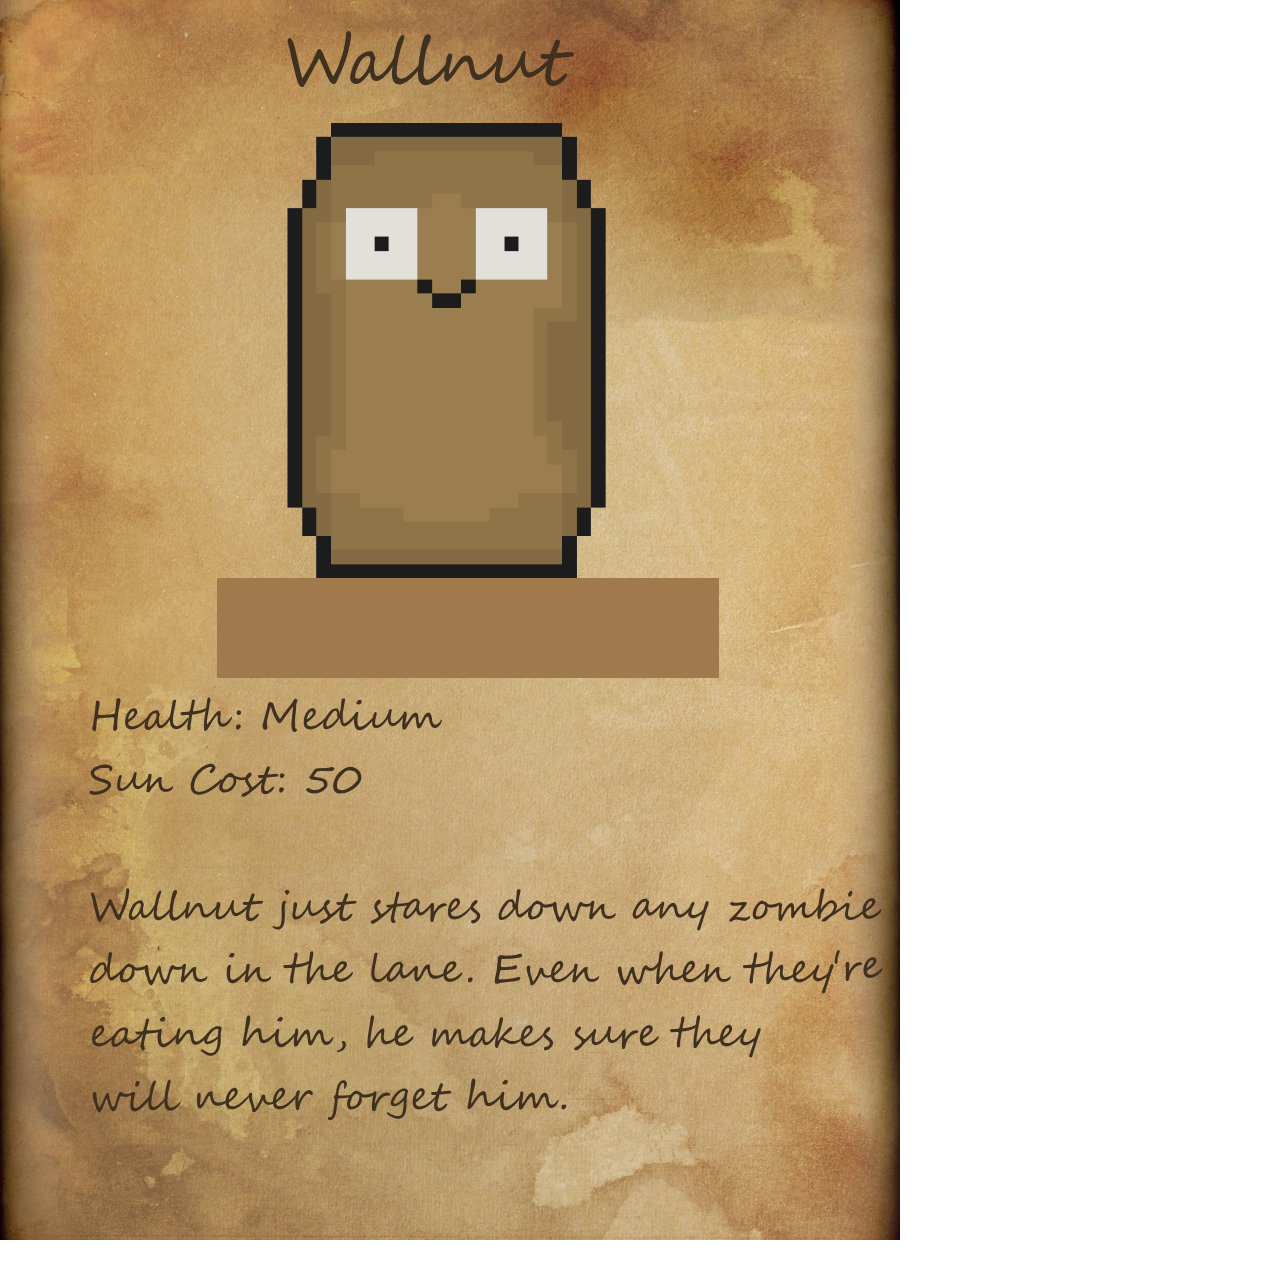 Wallnut
Health: Medium
Sun Cost: 50
Wallnut just stares down any zombie
down in the lane. Even when they're
eating him, he makes sure they
will never forget him.